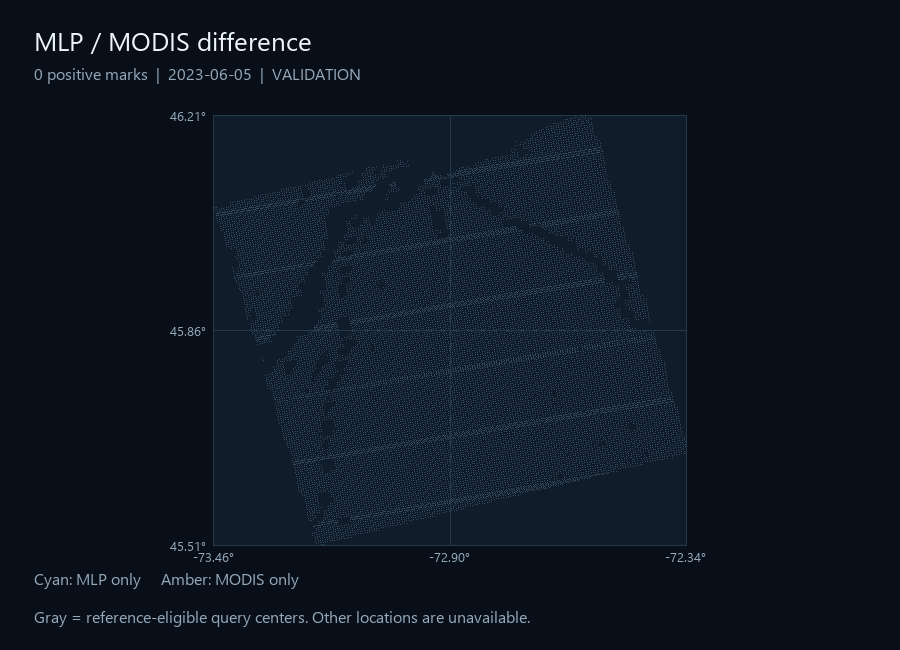 MLP / MODIS difference
0 positive marks | 2023-06-05 | VALIDATION
46.21°
45.86°
45.51°
-73.46° -72.90° -72.34°
Cyan: MLP only Amber: MODIS only
Gray = reference-eligible query centers. Other locations are unavailable.